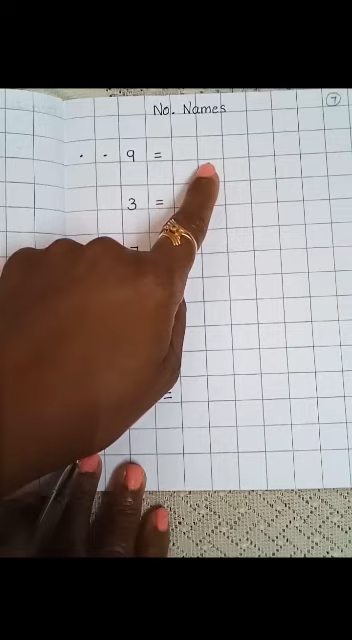 7
No. Names
. . 9 =
3 =
=